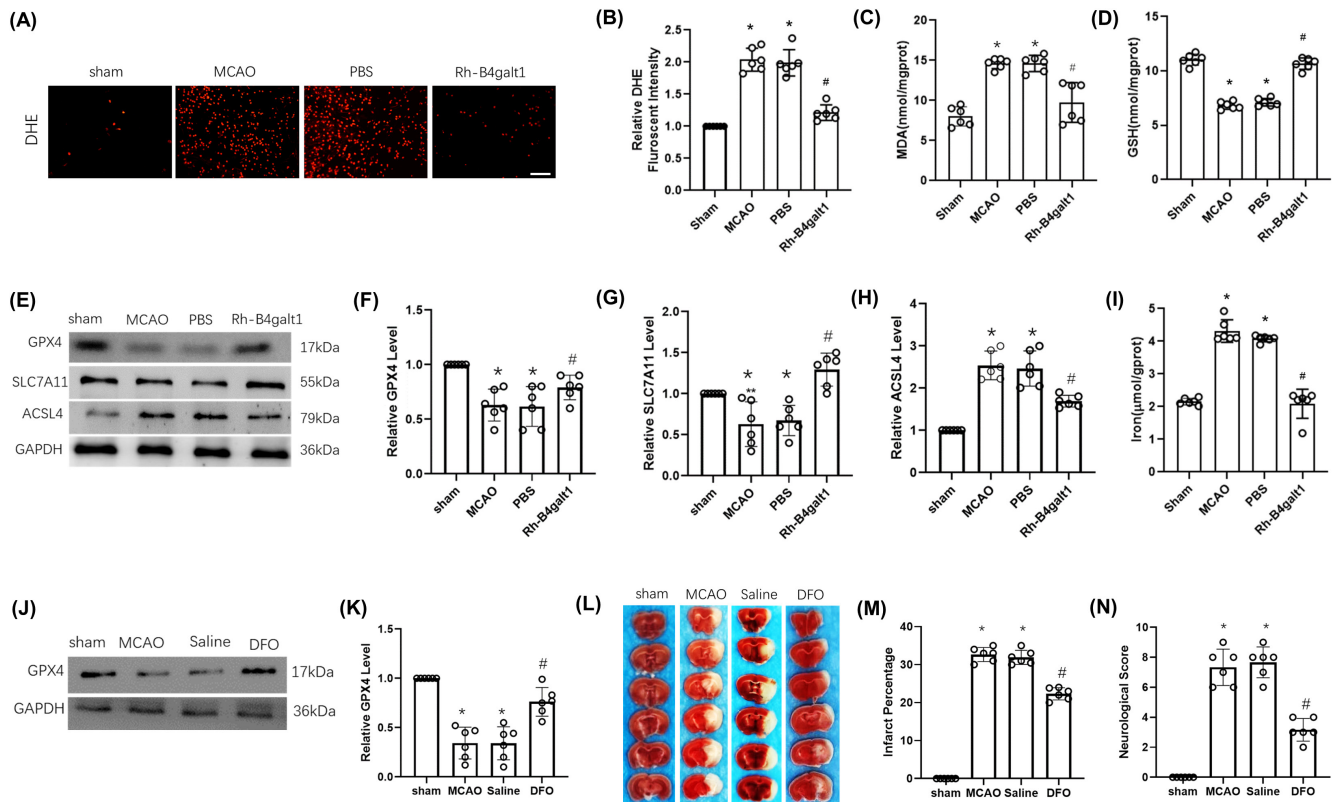 (A)
sham MCAO PBS Rh-B4galt1
DHE
(B)
Relative DHE
Fluroscent Intensity
2.5
2.0
1.5
1.0
0.5
0.0
* * #
Sham MCAO PBS Rh-B4galt1
(C)
MDA(nmol/mgprot)
20
15
10
5
0
* * #
Sham MCAO PBS Rh-B4galt1
(D)
GSH(nmol/mgprot)
15
10
5
0
* * #
Sham MCAO PBS Rh-B4galt1
(E)
sham MCAO PBS Rh-B4galt1
GPX4 17kDa
SLC7A11 55kDa
ACSL4 79kDa
GAPDH 36kDa
(F)
Relative GPX4 Level
1.5
1.0
0.5
0.0
* * #
sham MCAO PBS Rh-B4galt1
(G)
Relative SLC7A11 Level
2.0
1.5
1.0
0.5
0.0
* ** * #
sham MCAO PBS Rh-B4galt1
(H)
Relative ACSL4 Level
4
3
2
1
0
* * #
sham MCAO PBS Rh-B4galt1
(I)
Iron(μmol/gprot)
6
4
2
0
* * #
Sham MCAO PBS Rh-B4galt1
(J)
sham MCAO Saline DFO
GPX4 17kDa
GAPDH 36kDa
(K)
Relative GPX4 Level
1.5
1.0
0.5
0.0
* * #
sham MCAO Saline DFO
(L)
sham MCAO Saline DFO
(M)
Infarct Percentage
40
30
20
10
0
* * #
sham MCAO Saline DFO
(N)
Neurological Score
10
8
6
4
2
0
* * #
sham MCAO Saline DFO